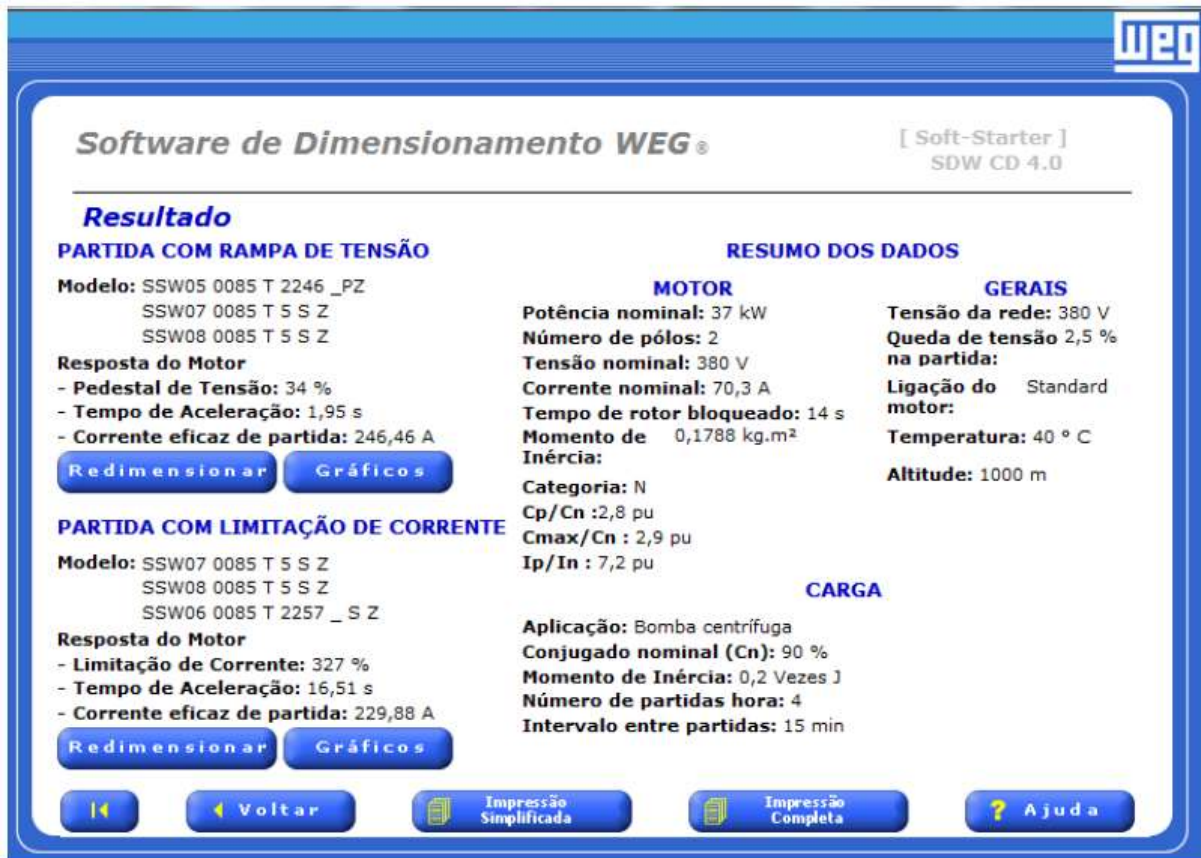 weg
Software de Dimensionamento WEG ®
[ Soft-Starter ]
SDW CD 4.0
Resultado
PARTIDA COM RAMPA DE TENSÃO
Modelo: SSW05 0085 T 2246 _PZ
SSW07 0085 T 5 S Z
SSW08 0085 T 5 S Z
Resposta do Motor
- Pedestal de Tensão: 34 %
- Tempo de Aceleração: 1,95 s
- Corrente eficaz de partida: 246,46 A
Redimensionar
Gráficos
PARTIDA COM LIMITAÇÃO DE CORRENTE
Modelo: SSW07 0085 T 5 S Z
SSW08 0085 T 5 S Z
SSW06 0085 T 2257 _ S Z
Resposta do Motor
- Limitação de Corrente: 327 %
- Tempo de Aceleração: 16,51 s
- Corrente eficaz de partida: 229,88 A
Redimensionar
Gráficos
RESUMO DOS DADOS
MOTOR
Potência nominal: 37 kW
Número de pólos: 2
Tensão nominal: 380 V
Corrente nominal: 70,3 A
Tempo de rotor bloqueado: 14 s
Momento de 0,1788 kg.m²
Inércia:
Categoria: N
Cp/Cn :2,8 pu
Cmax/Cn : 2,9 pu
Ip/In : 7,2 pu
GERAIS
Tensão da rede: 380 V
Queda de tensão 2,5 %
na partida:
Ligação do Standard
motor:
Temperatura: 40 ° C
Altitude: 1000 m
CARGA
Aplicação: Bomba centrífuga
Conjugado nominal (Cn): 90 %
Momento de Inércia: 0,2 Vezes J
Número de partidas hora: 4
Intervalo entre partidas: 15 min
Voltar
Impressão
Simplificada
Impressão
Completa
? Ajuda